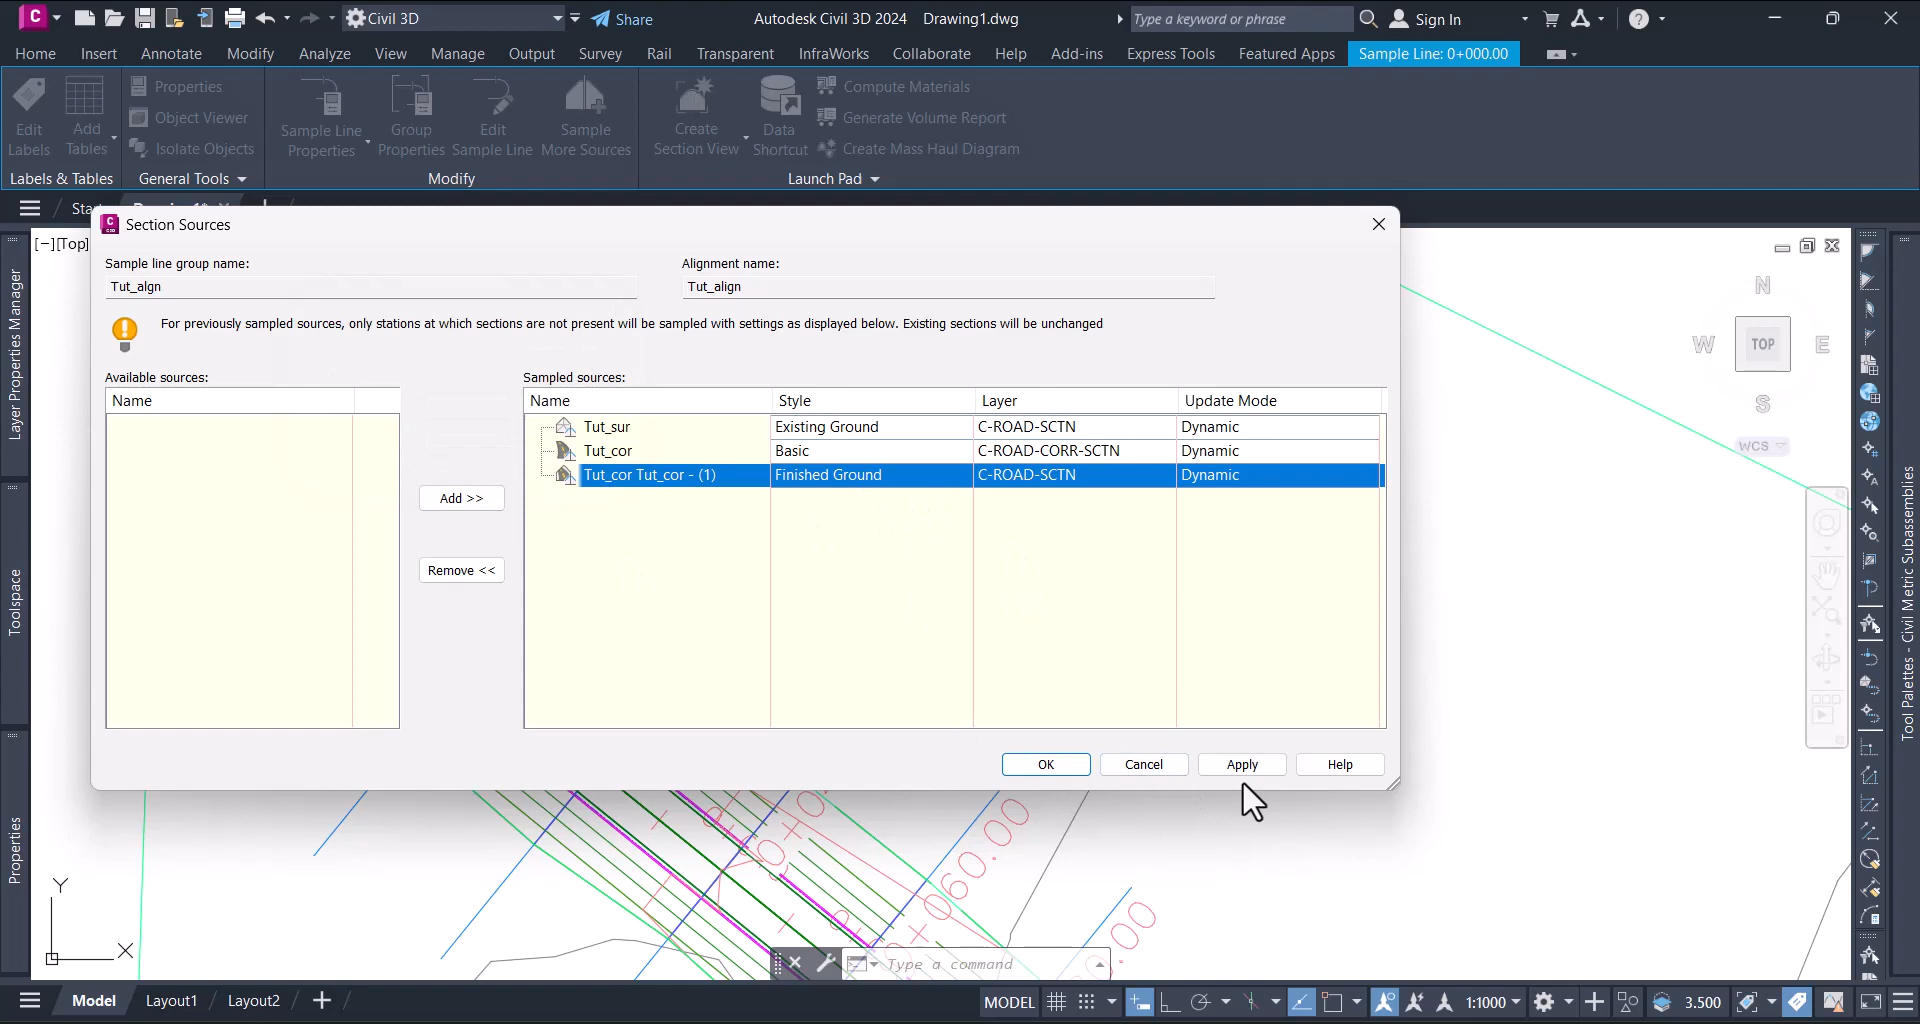 C
Civil 3D
Share
Autodesk Civil 3D 2024 Drawing1.dwg
Type a keyword or phrase
Sign In
Home Insert Annotate Modify Analyze View Manage Output Survey Rail Transparent InfraWorks Collaborate Help Add-ins Express Tools Featured Apps Sample Line: 0+000.00
Edit Labels
Add Tables
Properties
Object Viewer
Isolate Objects
Sample Line Properties
Group Properties
Edit Sample Line
Sample More Sources
Create Section View
Data Shortcut
Compute Materials
Generate Volume Report
Create Mass Haul Diagram
Labels & Tables
General Tools
Modify
Launch Pad
[−][Top]
Section Sources
Sample line group name:
Tut_algn
Alignment name:
Tut_align
For previously sampled sources, only stations at which sections are not present will be sampled with settings as displayed below. Existing sections will be unchanged
Available sources:
Name
Add >>
Remove <<
Sampled sources:
Name Style Layer Update Mode
Tut_sur Existing Ground C-ROAD-SCTN Dynamic
Tut_cor Basic C-ROAD-CORR-SCTN Dynamic
Tut_cor Tut_cor - (1) Finished Ground C-ROAD-SCTN Dynamic
OK Cancel Apply Help
Layer Properties Manager
Toolspace
Properties
Tool Palettes - Civil Metric Subassemblies
N
W TOP E
S
WCS
Y
X
Type a command
Model Layout1 Layout2
MODEL
1:1000
3.500